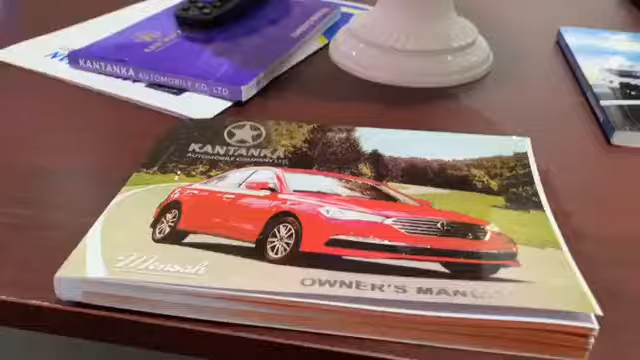 KANTANKA AUTOMOBILE CO. LTD
KANTANKA
AUTOMOBILE COMPANY LTD
Mensah
OWNER'S MANUAL